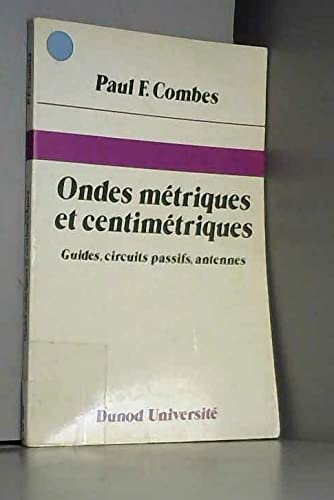 Paul F. Combes
Ondes métriques
et centimétriques
Guides, circuits passifs, antennes
Dunod Université